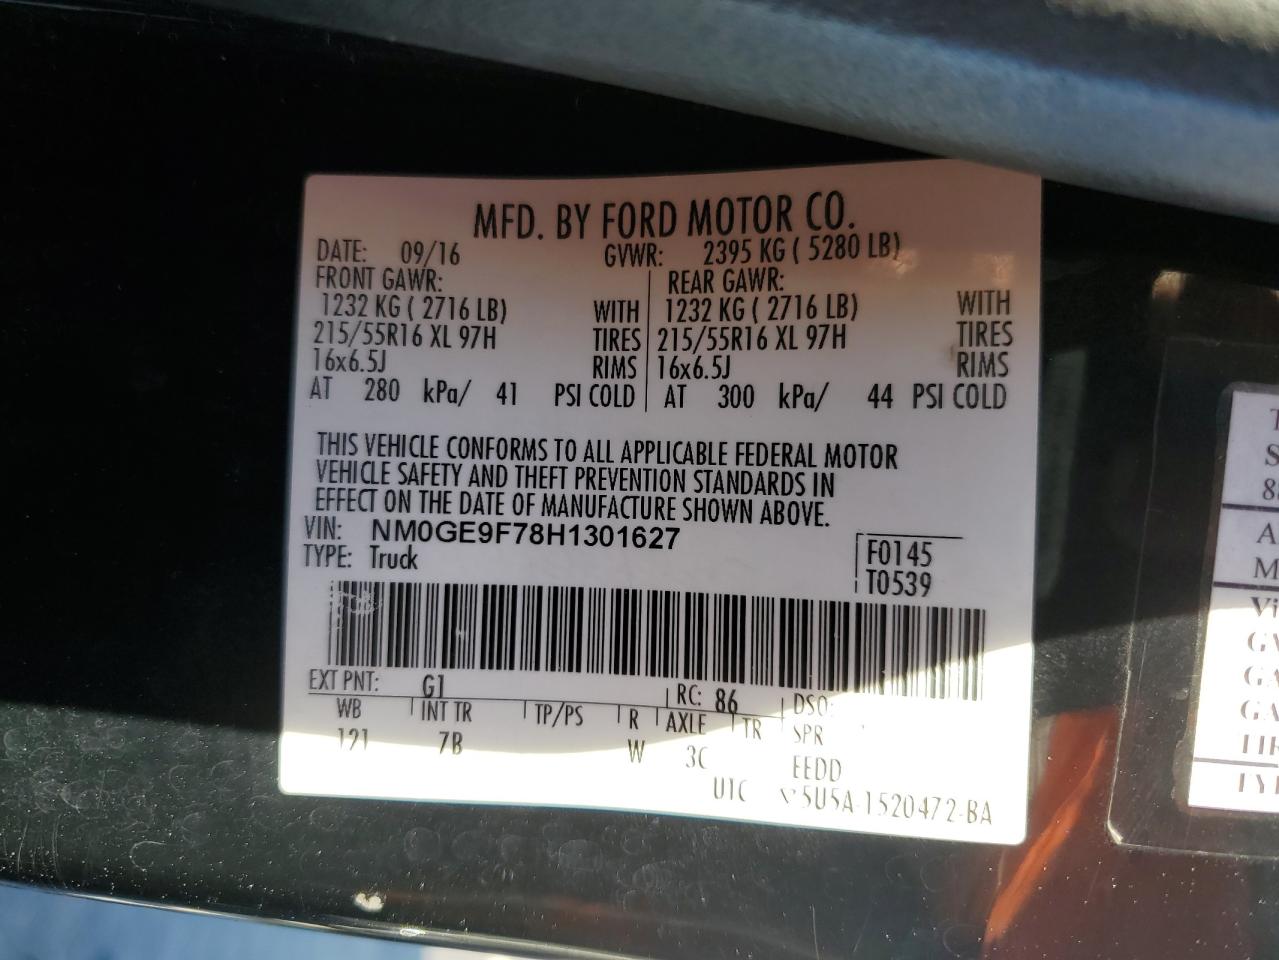 MFD. BY FORD MOTOR CO.
DATE: 09/16 GVWR: 2395 KG ( 5280 LB)
FRONT GAWR: REAR GAWR:
1232 KG ( 2716 LB) WITH 1232 KG ( 2716 LB) WITH
215/55R16 XL 97H TIRES 215/55R16 XL 97H TIRES
16x6.5J RIMS 16x6.5J RIMS
AT 280 kPa/ 41 PSI COLD AT 300 kPa/ 44 PSI COLD
THIS VEHICLE CONFORMS TO ALL APPLICABLE FEDERAL MOTOR
VEHICLE SAFETY AND THEFT PREVENTION STANDARDS IN
EFFECT ON THE DATE OF MANUFACTURE SHOWN ABOVE.
VIN: NM0GE9F78H1301627
TYPE: Truck
F0145
T0539
EXT PNT: G1 RC: 86 DSO:
WB INT TR TP/PS R AXLE TR SPR
121 7B W 3C EEDD
UTC 5U5A-1520472-BA